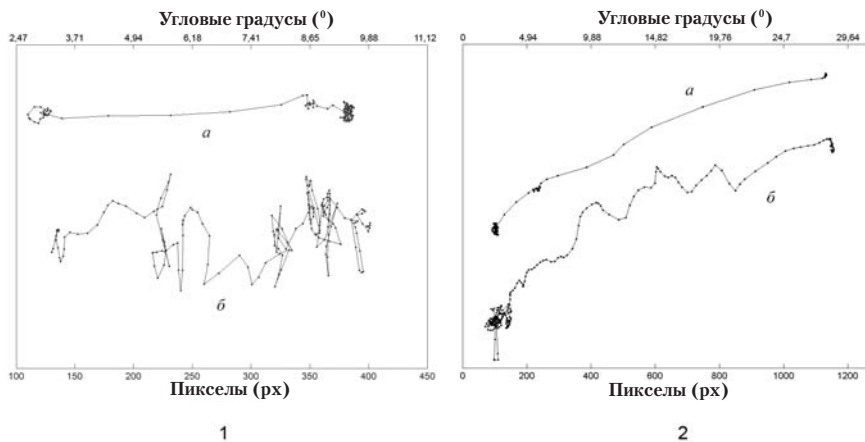 Угловые градусы (⁰)
2,47 3,71 4,94 6,18 7,41 8,65 9,88 11,12
а
б
100 150 200 250 300 350 400 450
Пикселы (px)
1
Угловые градусы (⁰)
0 4,94 9,88 14,82 19,76 24,7 29,64
а
б
0 200 400 600 800 1000 1200
Пикселы (px)
2